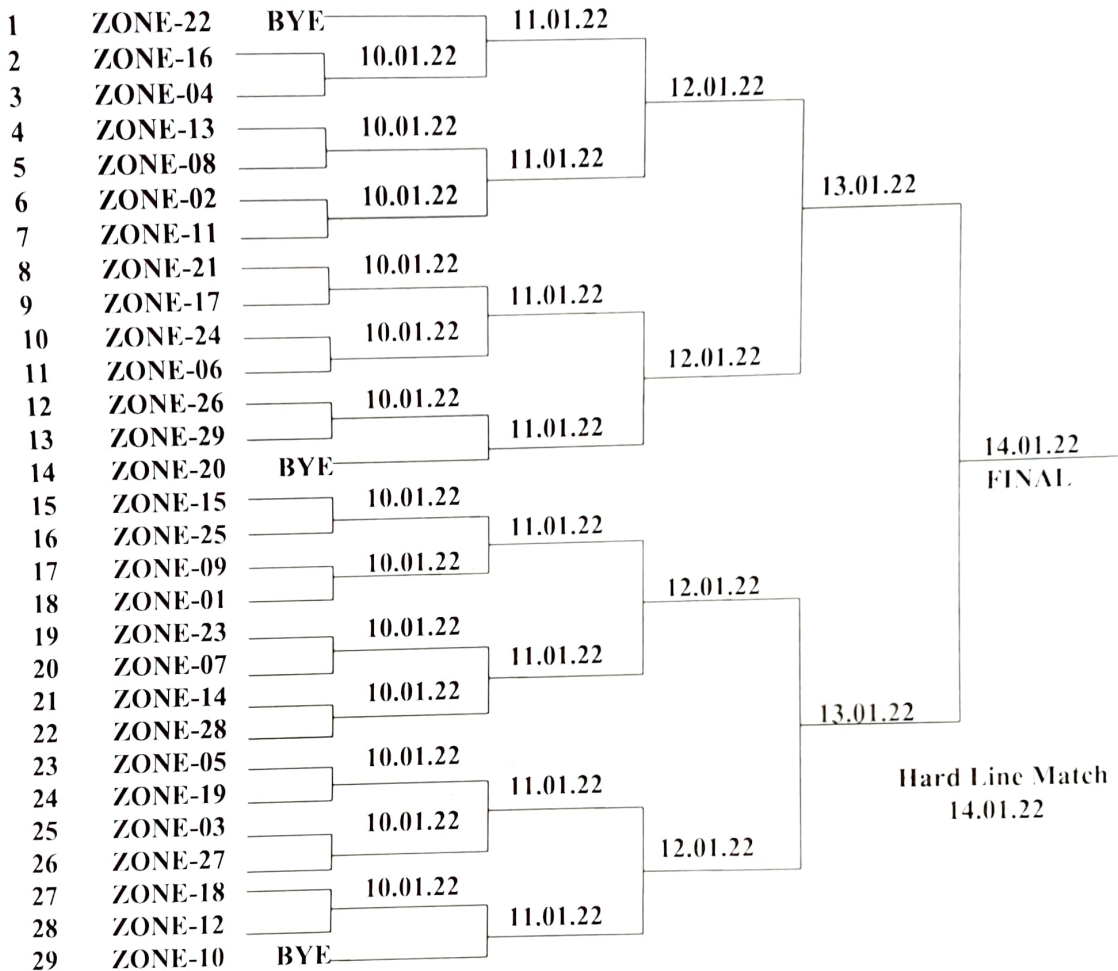 1 ZONE-22 BYE 11.01.22
2 ZONE-16 10.01.22
3 ZONE-04 12.01.22
4 ZONE-13 10.01.22
5 ZONE-08 11.01.22
6 ZONE-02 10.01.22 13.01.22
7 ZONE-11
8 ZONE-21 10.01.22
9 ZONE-17 11.01.22
10 ZONE-24 10.01.22
11 ZONE-06 12.01.22
12 ZONE-26 10.01.22
13 ZONE-29 11.01.22 14.01.22
14 ZONE-20 BYE FINAL
15 ZONE-15 10.01.22
16 ZONE-25 11.01.22
17 ZONE-09 10.01.22
18 ZONE-01 12.01.22
19 ZONE-23 10.01.22
20 ZONE-07 11.01.22
21 ZONE-14 10.01.22
22 ZONE-28 13.01.22
23 ZONE-05 10.01.22
24 ZONE-19 11.01.22 Hard Line Match
25 ZONE-03 10.01.22 14.01.22
26 ZONE-27 12.01.22
27 ZONE-18 10.01.22
28 ZONE-12 11.01.22
29 ZONE-10 BYE